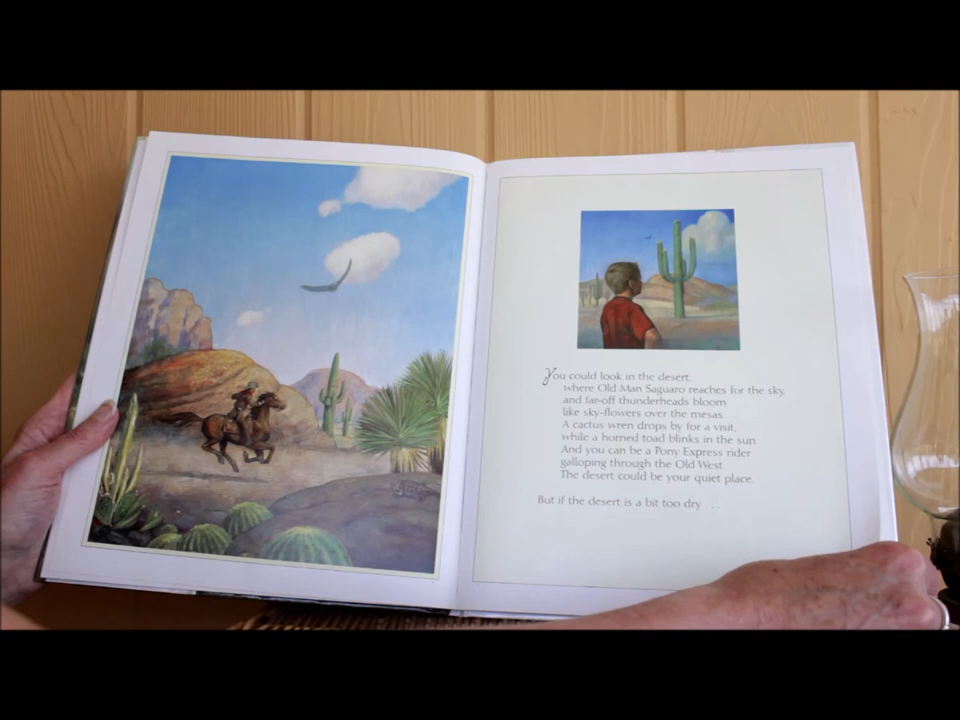 You could look in the desert,
where Old Man Saguaro reaches for the sky,
and far-off thunderheads bloom
like sky-flowers over the mesas.
A cactus wren drops by for a visit,
while a horned toad blinks in the sun.
And you can be a Pony Express rider
galloping through the Old West.
The desert could be your quiet place.
But if the desert is a bit too dry . . .